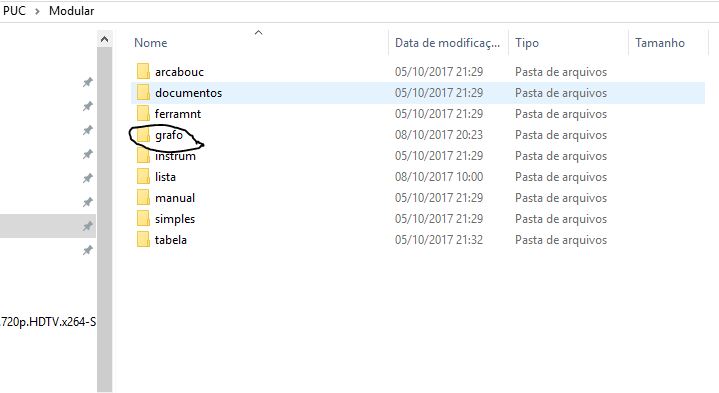 PUC > Modular
Nome Data de modificaç... Tipo Tamanho
arcabouc 05/10/2017 21:29 Pasta de arquivos
documentos 05/10/2017 21:29 Pasta de arquivos
ferramnt 05/10/2017 21:29 Pasta de arquivos
grafo 08/10/2017 20:23 Pasta de arquivos
instrum 05/10/2017 21:29 Pasta de arquivos
lista 08/10/2017 10:00 Pasta de arquivos
manual 05/10/2017 21:29 Pasta de arquivos
simples 05/10/2017 21:29 Pasta de arquivos
tabela 05/10/2017 21:32 Pasta de arquivos
.720p.HDTV.x264-S